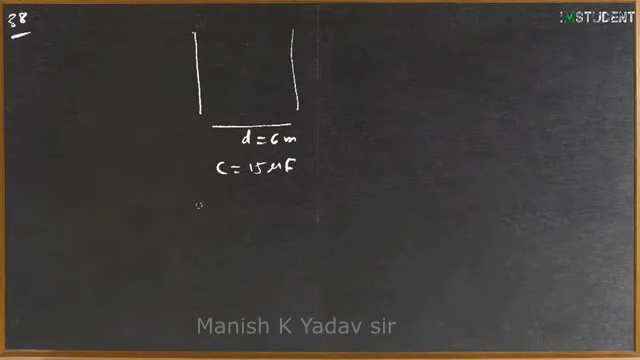 38
IMSTUDENT
d = 6 m
C = 15 μF
Manish K Yadav sir